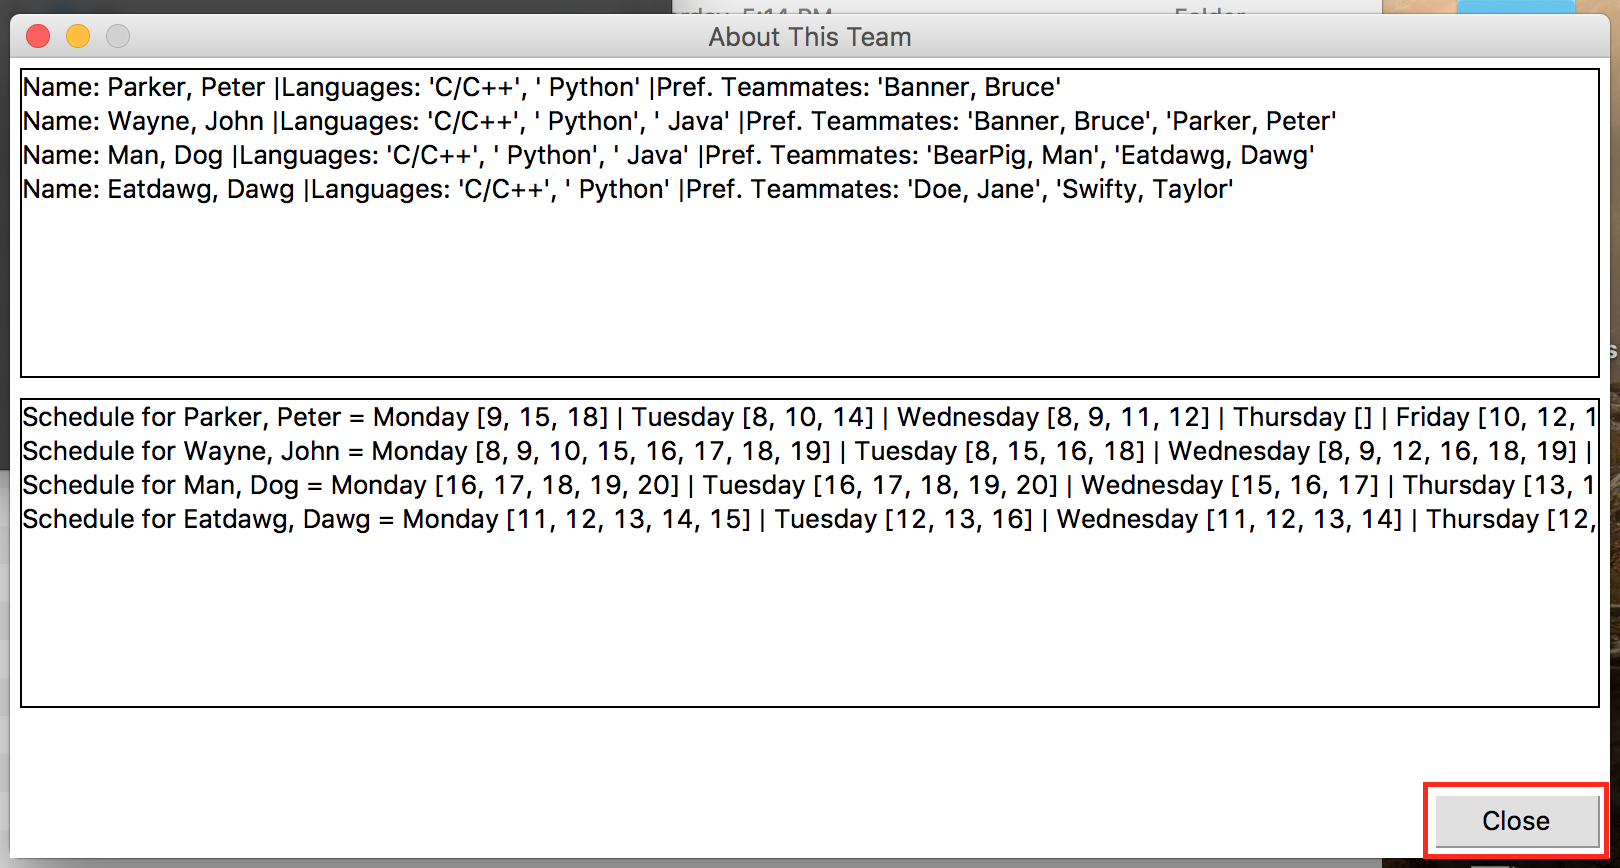 About This Team
Name: Parker, Peter |Languages: 'C/C++', ' Python' |Pref. Teammates: 'Banner, Bruce'
Name: Wayne, John |Languages: 'C/C++', ' Python', ' Java' |Pref. Teammates: 'Banner, Bruce', 'Parker, Peter'
Name: Man, Dog |Languages: 'C/C++', ' Python', ' Java' |Pref. Teammates: 'BearPig, Man', 'Eatdawg, Dawg'
Name: Eatdawg, Dawg |Languages: 'C/C++', ' Python' |Pref. Teammates: 'Doe, Jane', 'Swifty, Taylor'
Schedule for Parker, Peter = Monday [9, 15, 18] | Tuesday [8, 10, 14] | Wednesday [8, 9, 11, 12] | Thursday [] | Friday [10, 12, 1
Schedule for Wayne, John = Monday [8, 9, 10, 15, 16, 17, 18, 19] | Tuesday [8, 15, 16, 18] | Wednesday [8, 9, 12, 16, 18, 19] |
Schedule for Man, Dog = Monday [16, 17, 18, 19, 20] | Tuesday [16, 17, 18, 19, 20] | Wednesday [15, 16, 17] | Thursday [13, 1
Schedule for Eatdawg, Dawg = Monday [11, 12, 13, 14, 15] | Tuesday [12, 13, 16] | Wednesday [11, 12, 13, 14] | Thursday [12,
Close